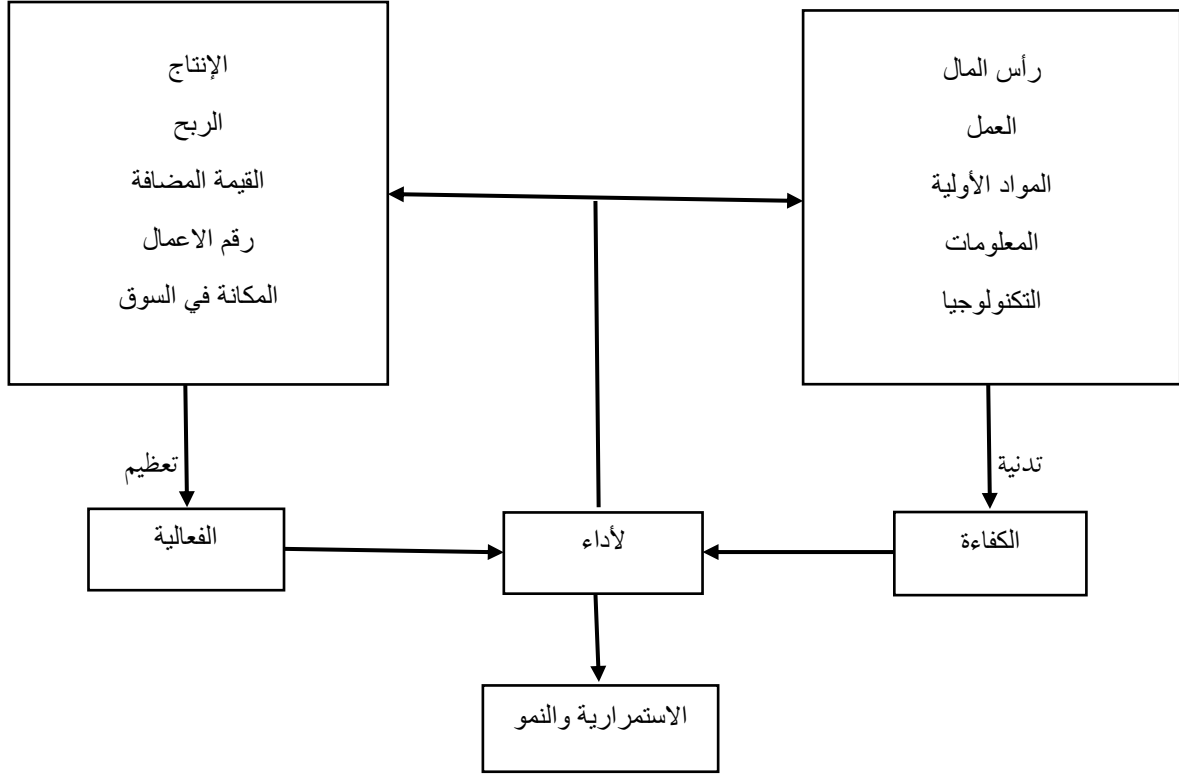 رأس المال
العمل
المواد الأولية
المعلومات
التكنولوجيا
الإنتاج
الربح
القيمة المضافة
رقم الاعمال
المكانة في السوق
تدنية
تعظيم
الكفاءة
لأداء
الفعالية
الاستمرارية والنمو